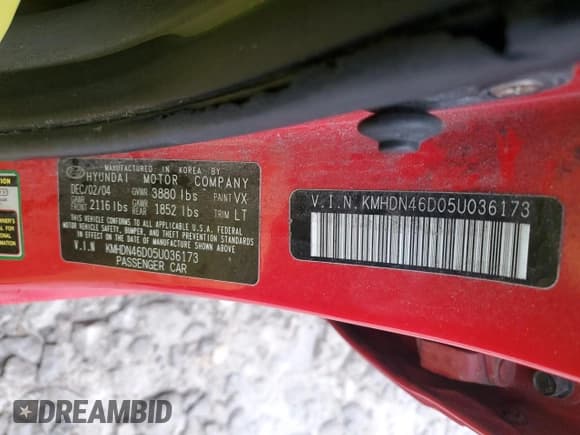 MANUFACTURED IN KOREA BY
HYUNDAI MOTOR COMPANY
DEC/02/04 GVWR 3880 lbs PAINT VX
GAWR FRONT 2116 lbs GAWR REAR 1852 lbs TRIM LT
THIS VEHICLE CONFORMS TO ALL APPLICABLE U.S.A. FEDERAL
MOTOR VEHICLE SAFETY, BUMPER, AND THEFT PREVENTION
STANDARDS IN EFFECT ON THE DATE OF MANUFACTURE SHOWN ABOVE.
V.I.N KMHDN46D05U036173
PASSENGER CAR
V.I.N. KMHDN46D05U036173
DREAMBID